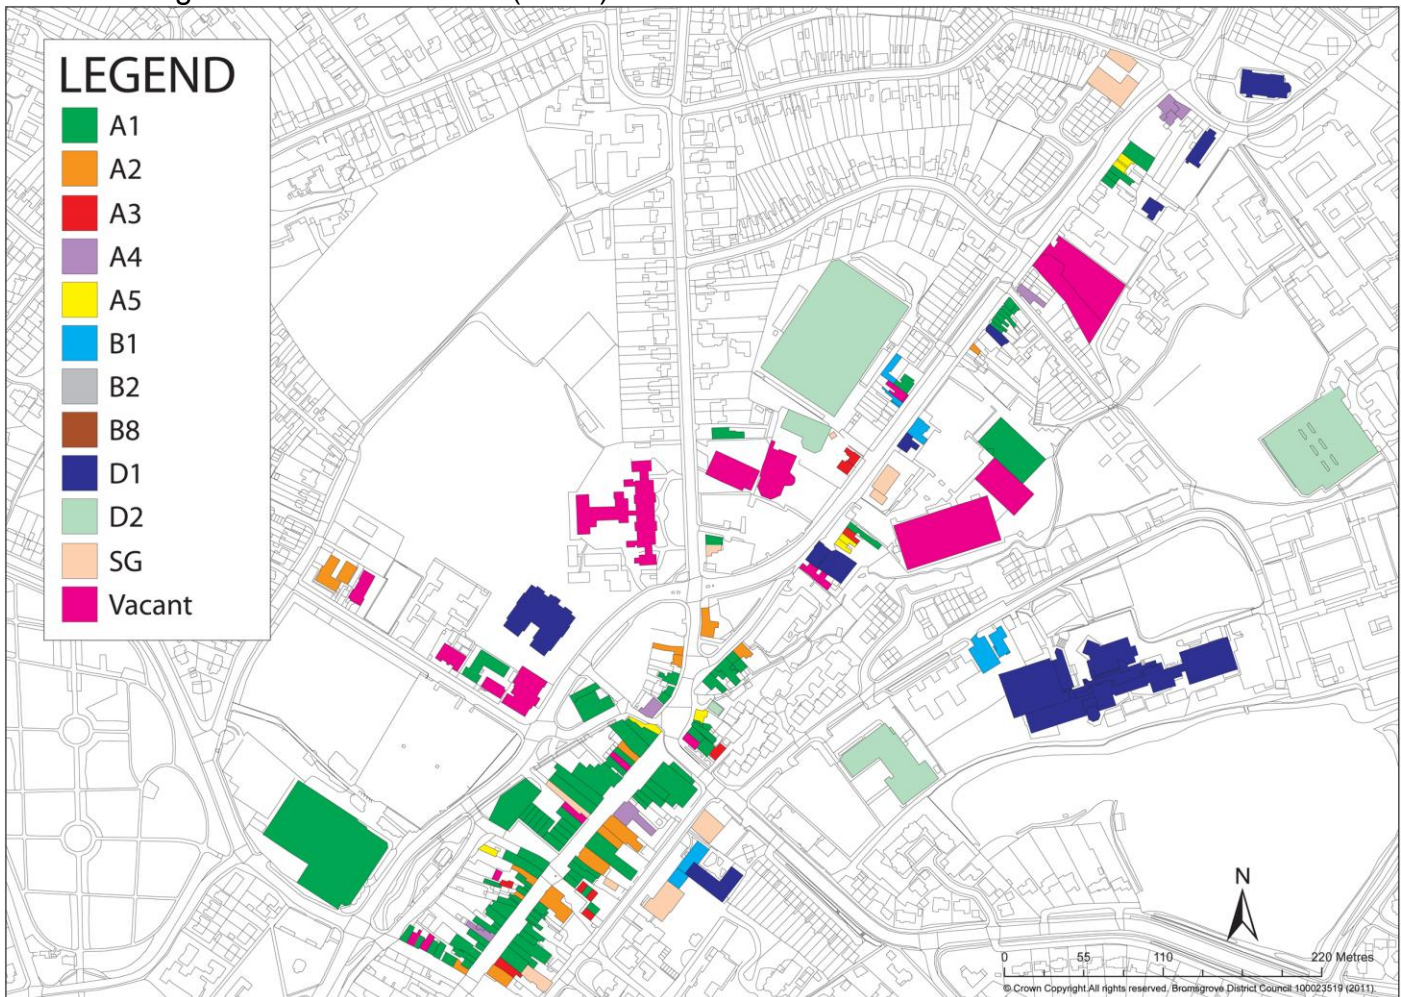 LEGEND
A1
A2
A3
A4
A5
B1
B2
B8
D1
D2
SG
Vacant
N
0 55 110 220 Metres
© Crown Copyright.All rights reserved, Bromsgrove District Council 100023519 (2011).